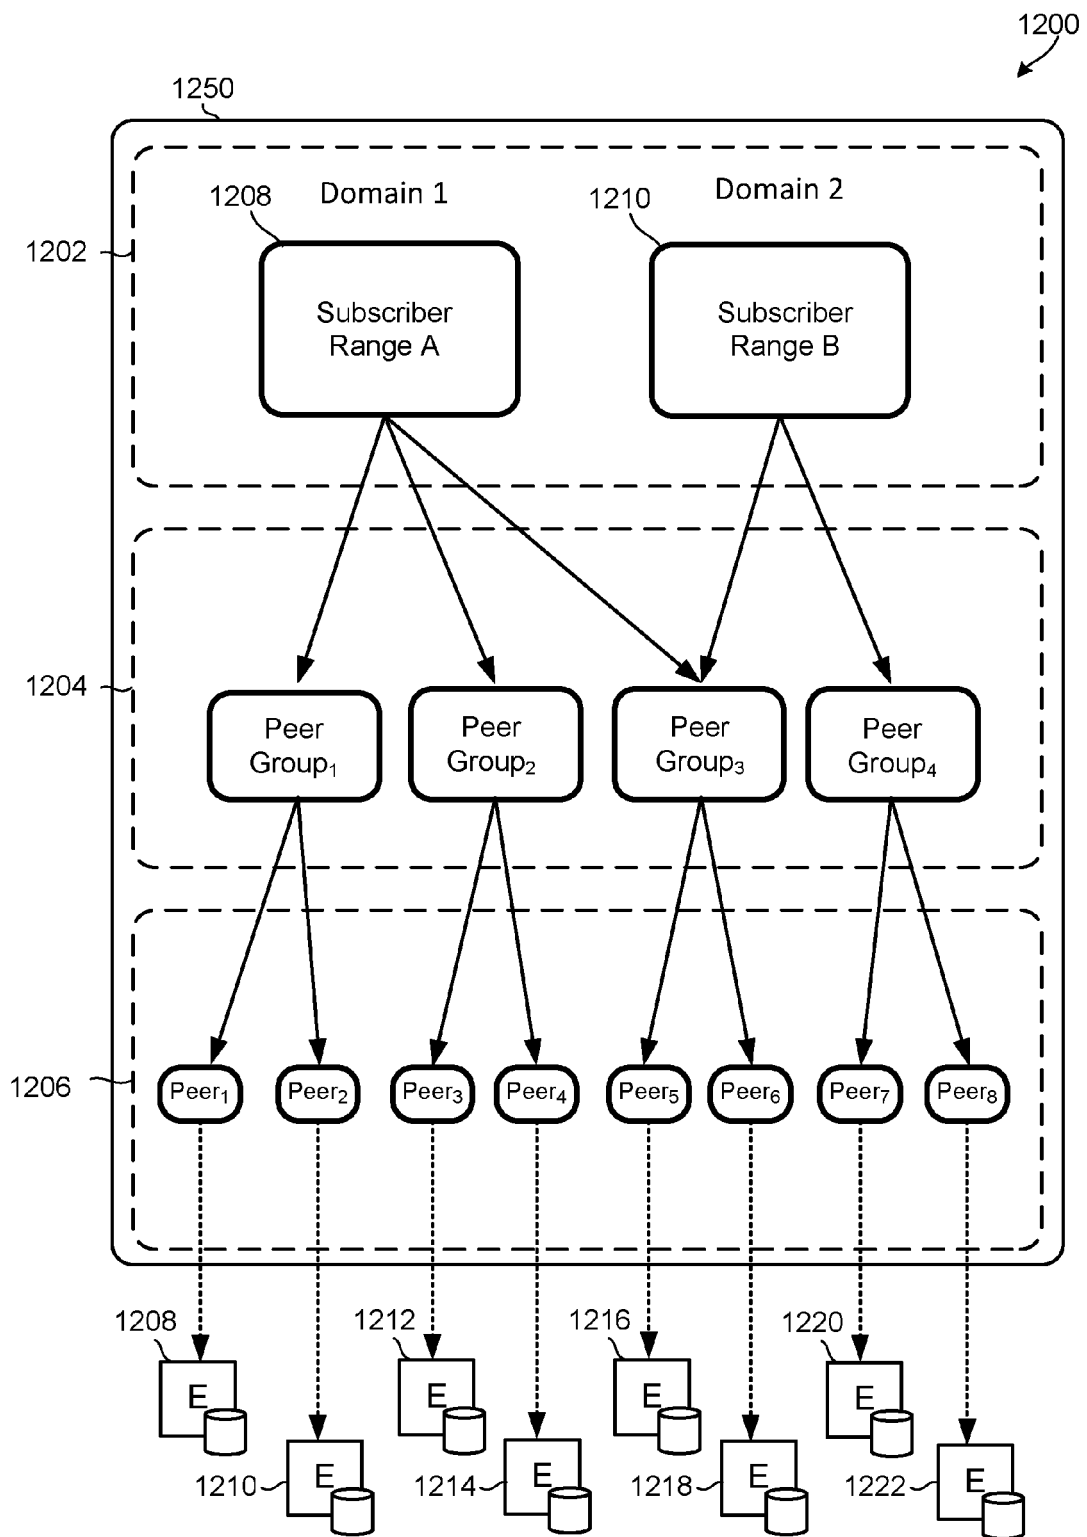 1200
1250
Domain 1
Domain 2
1208
1210
1202
Subscriber
Range A
Subscriber
Range B
1204
Peer
Group₁
Peer
Group₂
Peer
Group₃
Peer
Group₄
1206
Peer₁
Peer₂
Peer₃
Peer₄
Peer₅
Peer₆
Peer₇
Peer₈
1208
1212
1216
1220
E
E
E
E
1210
E
1214
E
1218
E
1222
E